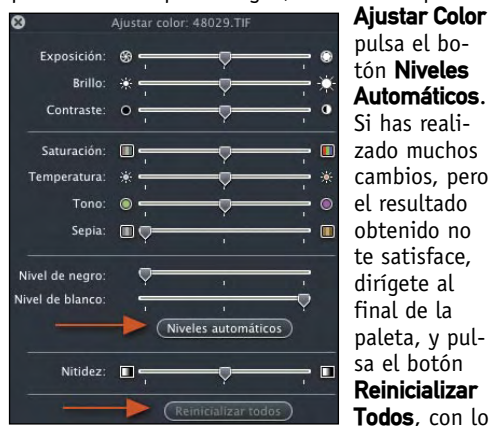 Ajustar color: 48029.TIF
Exposición:
Brillo:
Contraste:
Saturación:
Temperatura:
Tono:
Sepia:
Nivel de negro:
Nivel de blanco:
Niveles automáticos
Nitidez:
Reinicializar todos
Ajustar Color
pulsa el bo-
tón Niveles
Automáticos.
Si has reali-
zado muchos
cambios, pero
el resultado
obtenido no
te satisface,
dirígete al
final de la
paleta, y pul-
sa el botón
Reinicializar
Todos, con lo